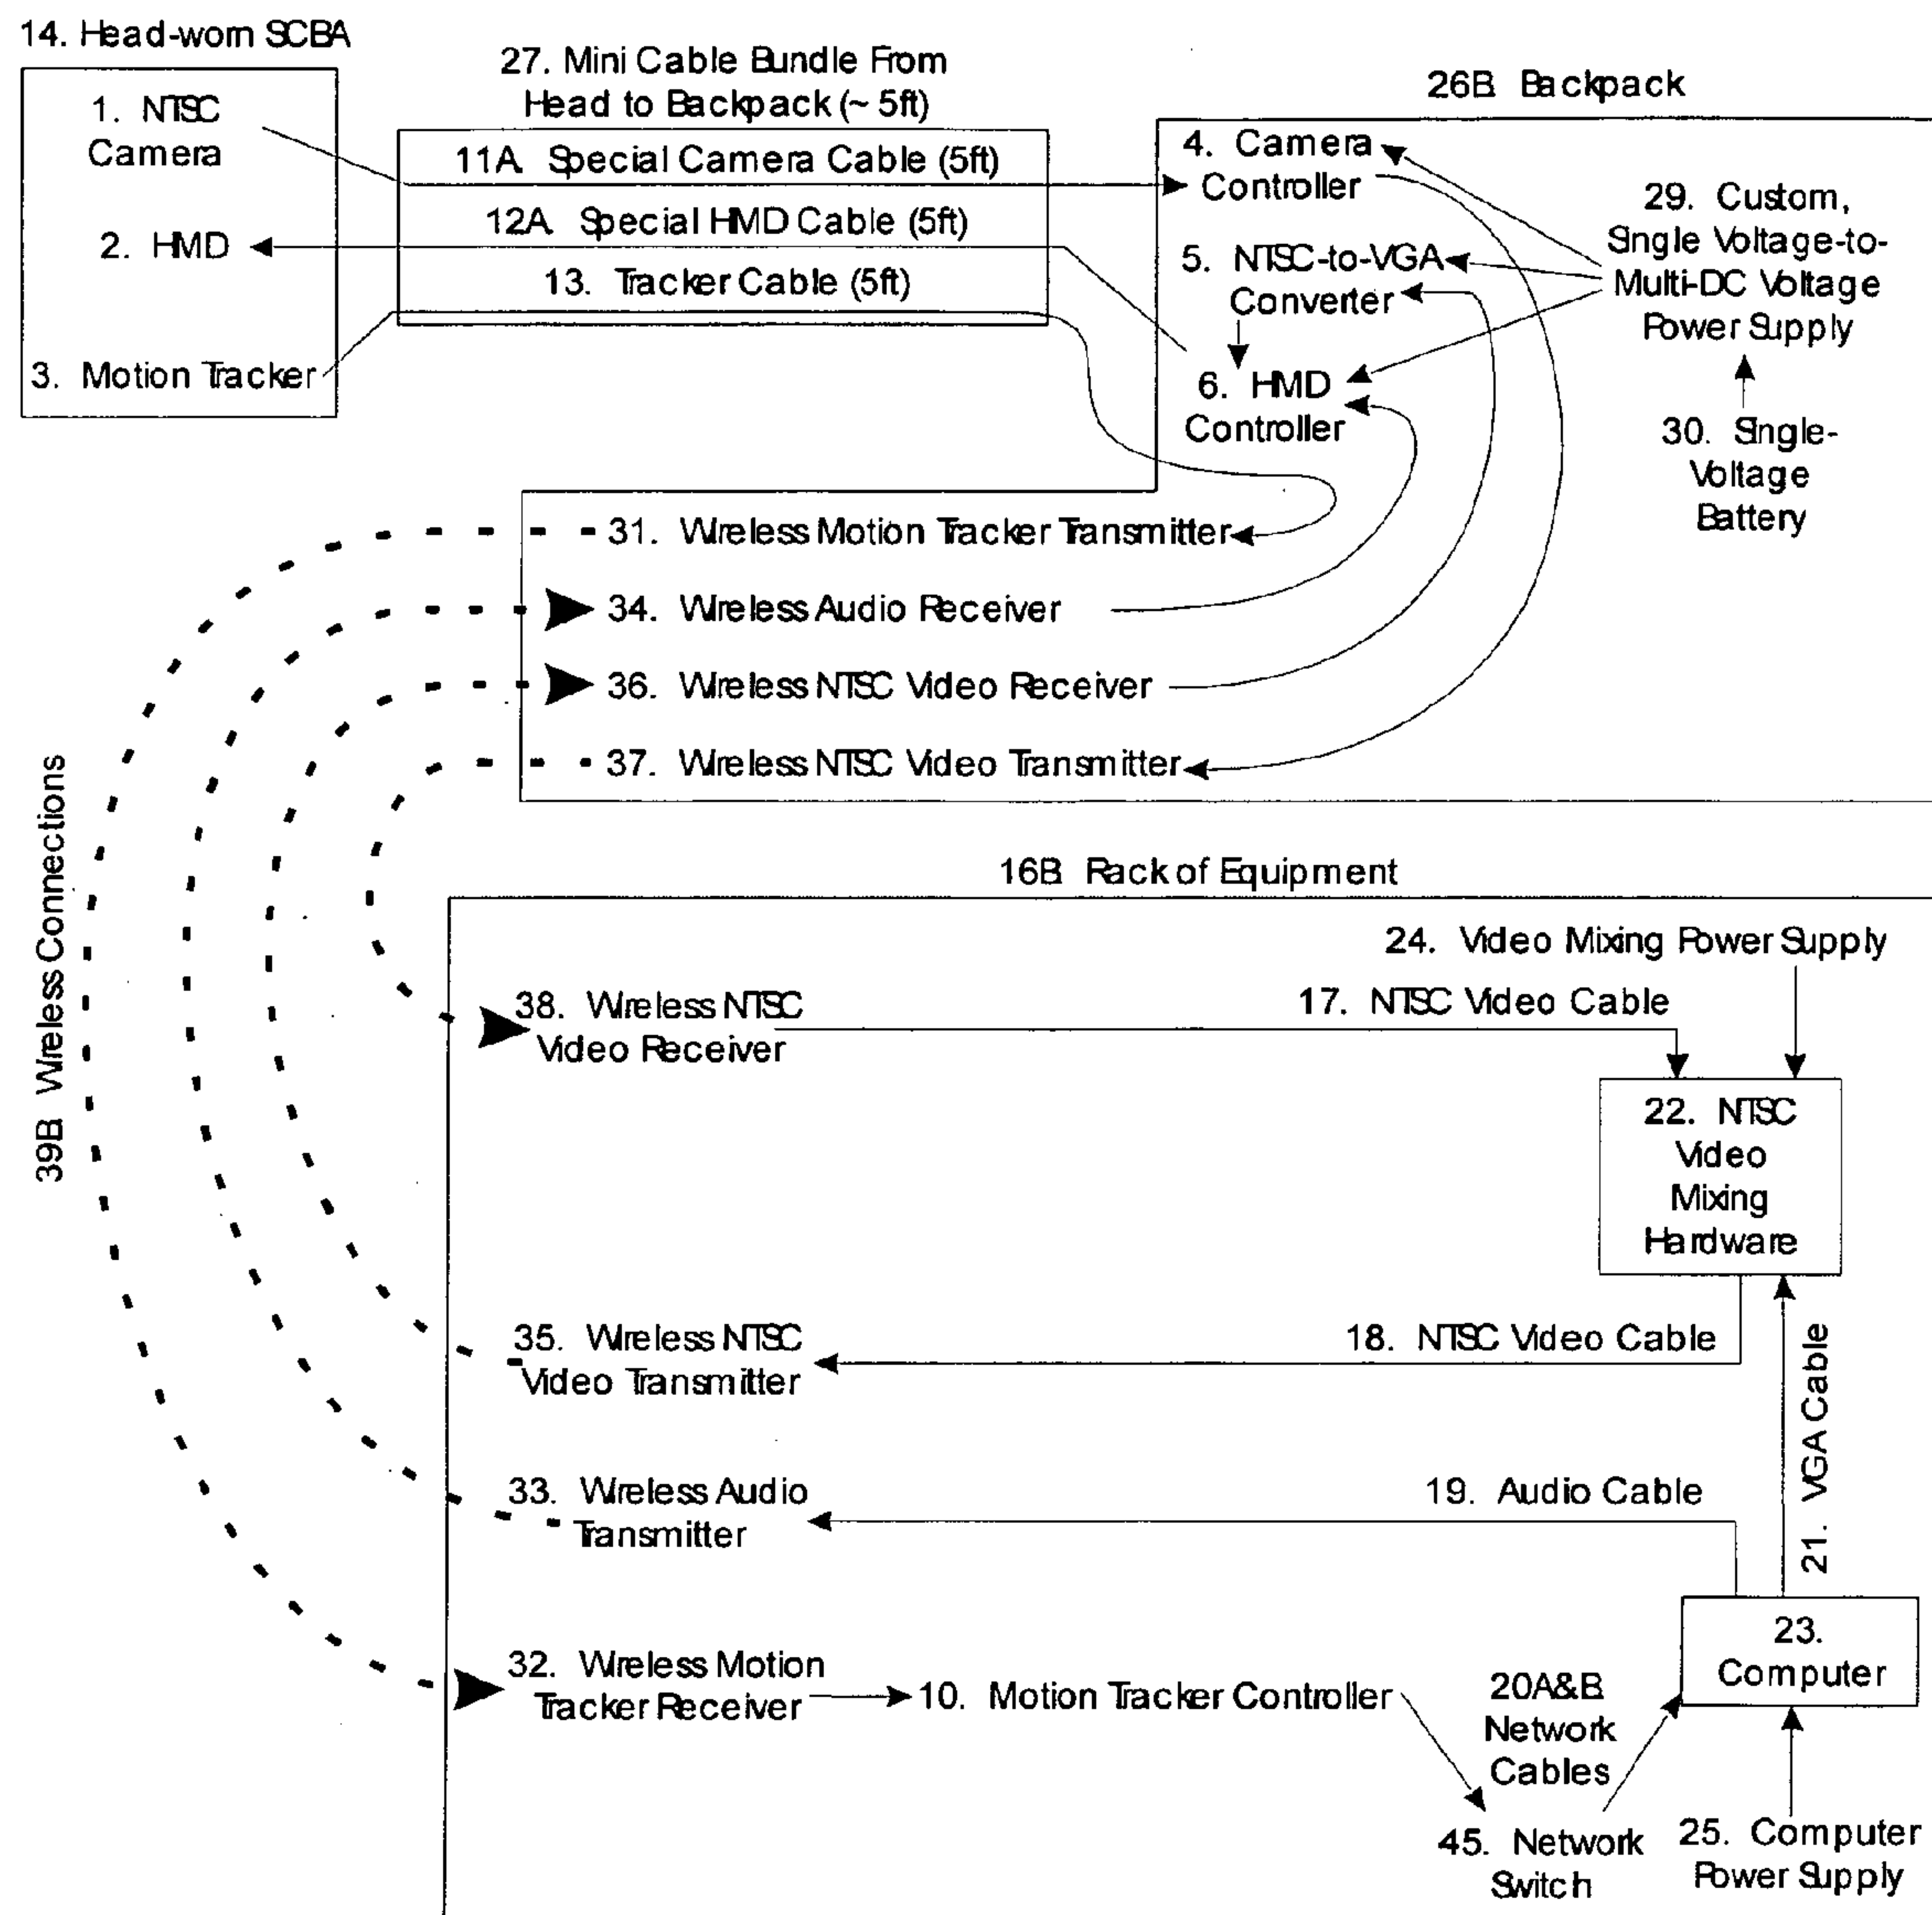 14. Head-worn SCBA
1. NTSC
Camera
2. HMD
3. Motion Tracker
27. Mini Cable Bundle From
Head to Backpack (~ 5ft)
11A. Special Camera Cable (5ft)
12A. Special HMD Cable (5ft)
13. Tracker Cable (5ft)
26B. Backpack
4. Camera
Controller
5. NTSC-to-VGA
Converter
6. HMD
Controller
29. Custom,
Single Voltage-to-
Multi-DC Voltage
Power Supply
30. Single-
Voltage
Battery
31. Wireless Motion Tracker Transmitter
34. Wireless Audio Receiver
36. Wireless NTSC Video Receiver
37. Wireless NTSC Video Transmitter
39B. Wireless Connections
16B. Rack of Equipment
24. Video Mixing Power Supply
17. NTSC Video Cable
38. Wireless NTSC
Video Receiver
22. NTSC
Video
Mixing
Hardware
35. Wireless NTSC
Video Transmitter
18. NTSC Video Cable
21. VGA Cable
33. Wireless Audio
Transmitter
19. Audio Cable
23.
Computer
32. Wireless Motion
Tracker Receiver
10. Motion Tracker Controller
20A&B.
Network
Cables
45. Network
Switch
25. Computer
Power Supply